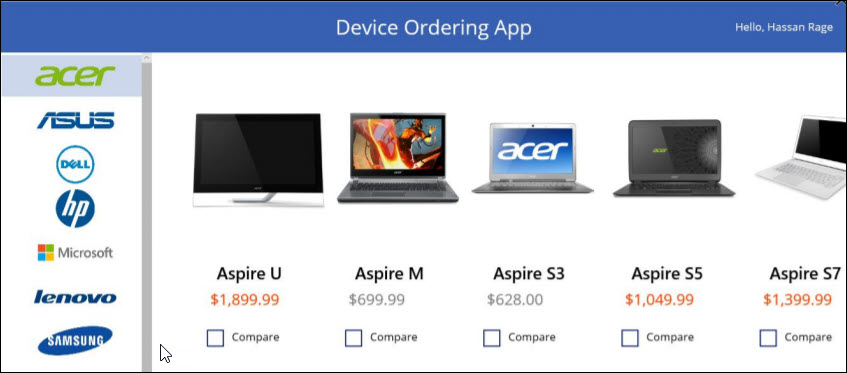 Device Ordering App
Hello, Hassan Rage
acer
ASUS
DELL
hp
Microsoft
lenovo
SAMSUNG
acer
acer
Aspire U
Aspire M
Aspire S3
Aspire S5
Aspire S7
$1,899.99
$699.99
$628.00
$1,049.99
$1,399.99
Compare
Compare
Compare
Compare
Compare